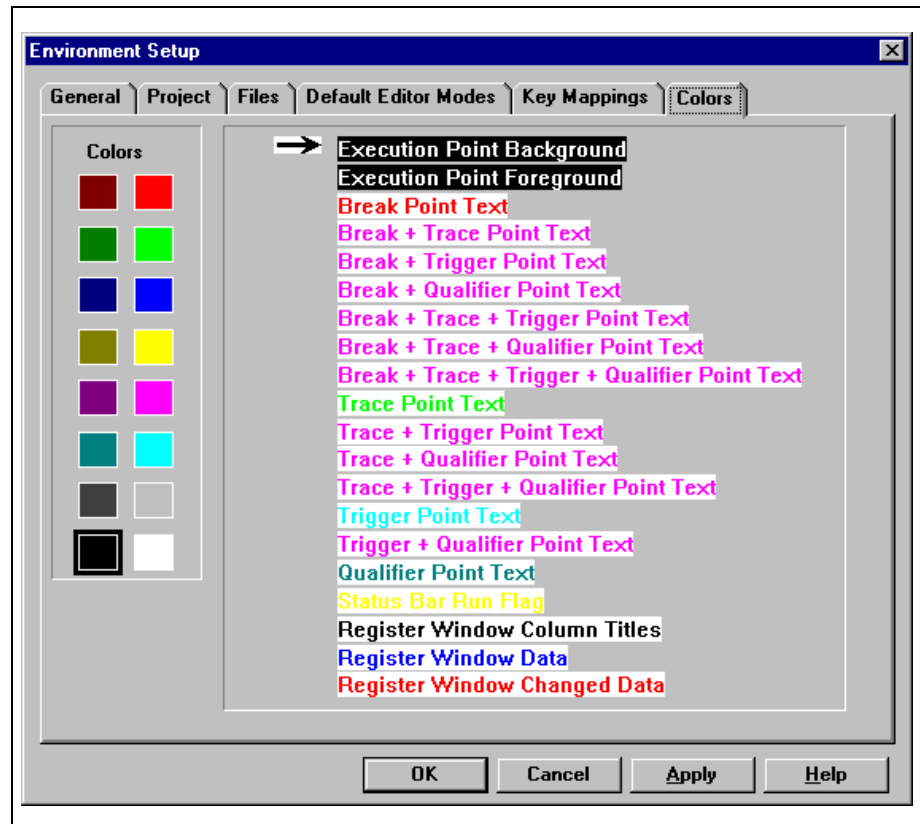 Environment Setup
General Project Files Default Editor Modes Key Mappings Colors
Colors
Execution Point Background
Execution Point Foreground
Break Point Text
Break + Trace Point Text
Break + Trigger Point Text
Break + Qualifier Point Text
Break + Trace + Trigger Point Text
Break + Trace + Qualifier Point Text
Break + Trace + Trigger + Qualifier Point Text
Trace Point Text
Trace + Trigger Point Text
Trace + Qualifier Point Text
Trace + Trigger + Qualifier Point Text
Trigger Point Text
Trigger + Qualifier Point Text
Qualifier Point Text
Status Bar Run Flag
Register Window Column Titles
Register Window Data
Register Window Changed Data
OK Cancel Apply Help